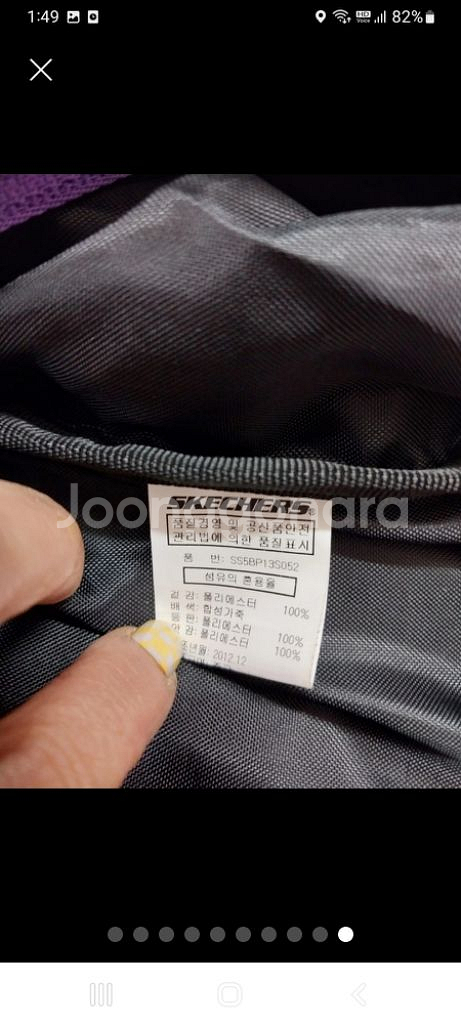 1:49
82%
SKECHERS®
품질경영 및 공산품안전
관리법에 의한 품질표시
품 번: SS5BP13S052
섬유의 혼용율
겉 감: 폴리에스터 100%
배 색: 합성가죽
등 판: 폴리에스터 100%
안 감: 폴리에스터 100%
2012.12